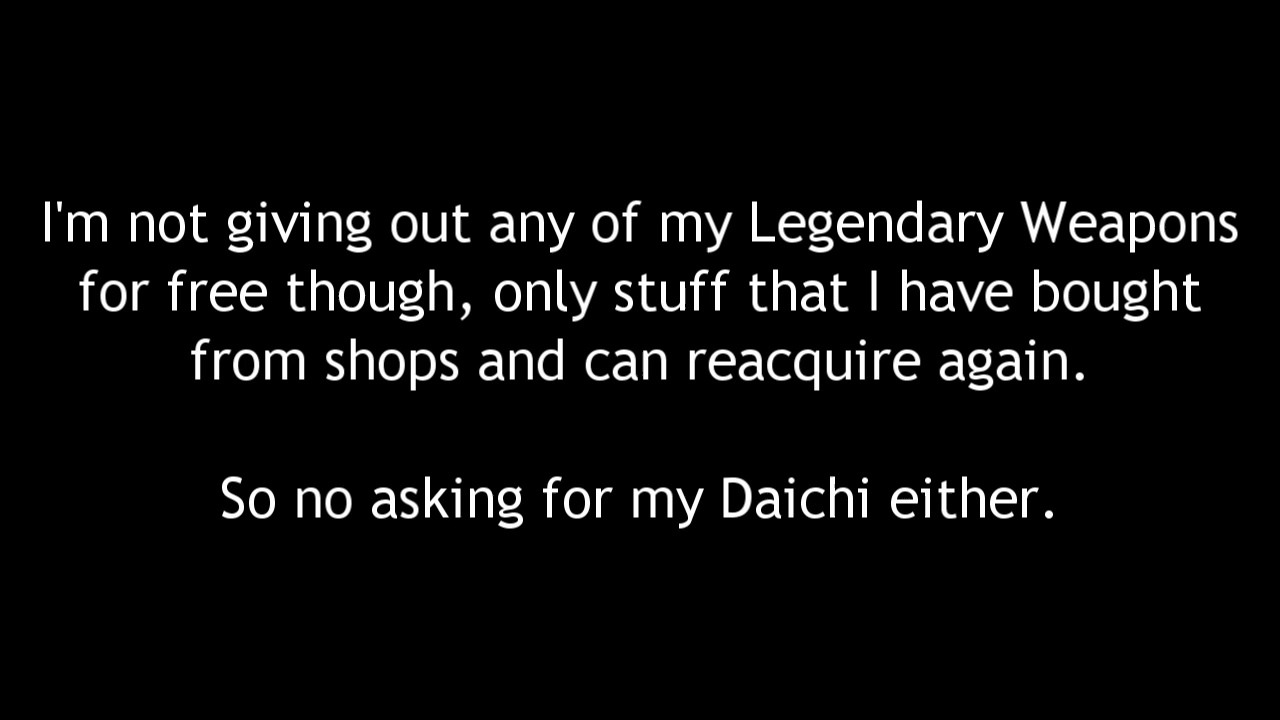 I'm not giving out any of my Legendary Weapons
for free though, only stuff that I have bought
from shops and can reacquire again.
So no asking for my Daichi either.